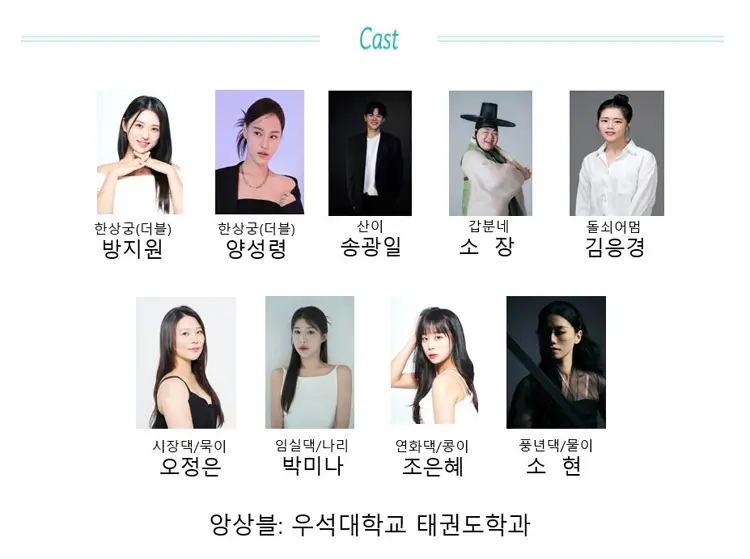 Cast
한상궁(더블)
방지원
한상궁(더블)
양성령
산이
송광일
갑분네
소 장
돌쇠어멈
김응경
시장댁/묵이
오정은
임실댁/나리
박미나
연화댁/콩이
조은혜
풍년댁/물이
소 현
앙상블: 우석대학교 태권도학과